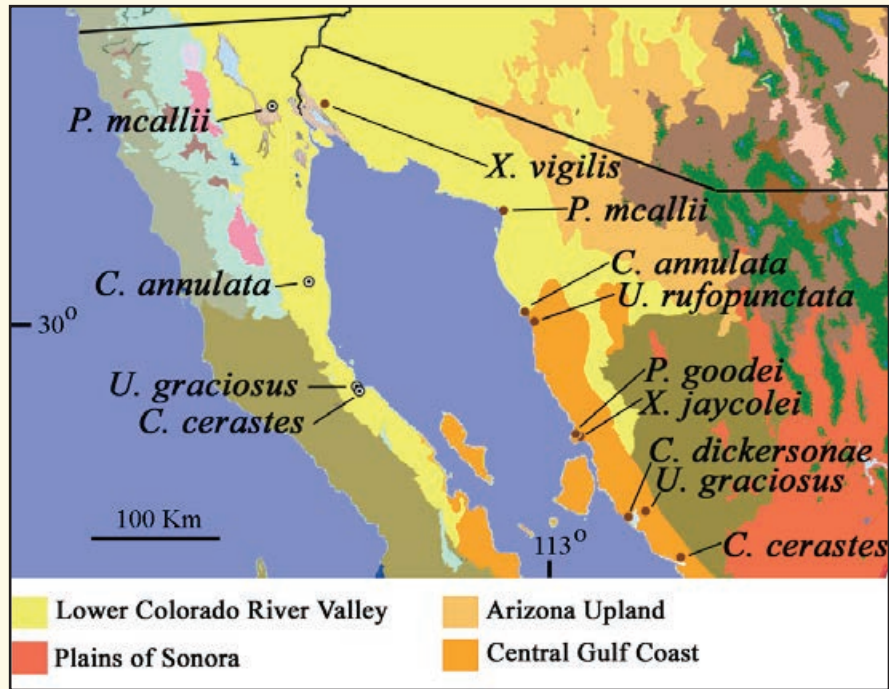 P. mcallii
X. vigilis
P. mcallii
C. annulata
C. annulata
U. rufopunctata
30°
P. goodei
U. graciosus
X. jaycolei
C. cerastes
C. dickersonae
U. graciosus
100 Km
113°
C. cerastes
Lower Colorado River Valley
Arizona Upland
Plains of Sonora
Central Gulf Coast